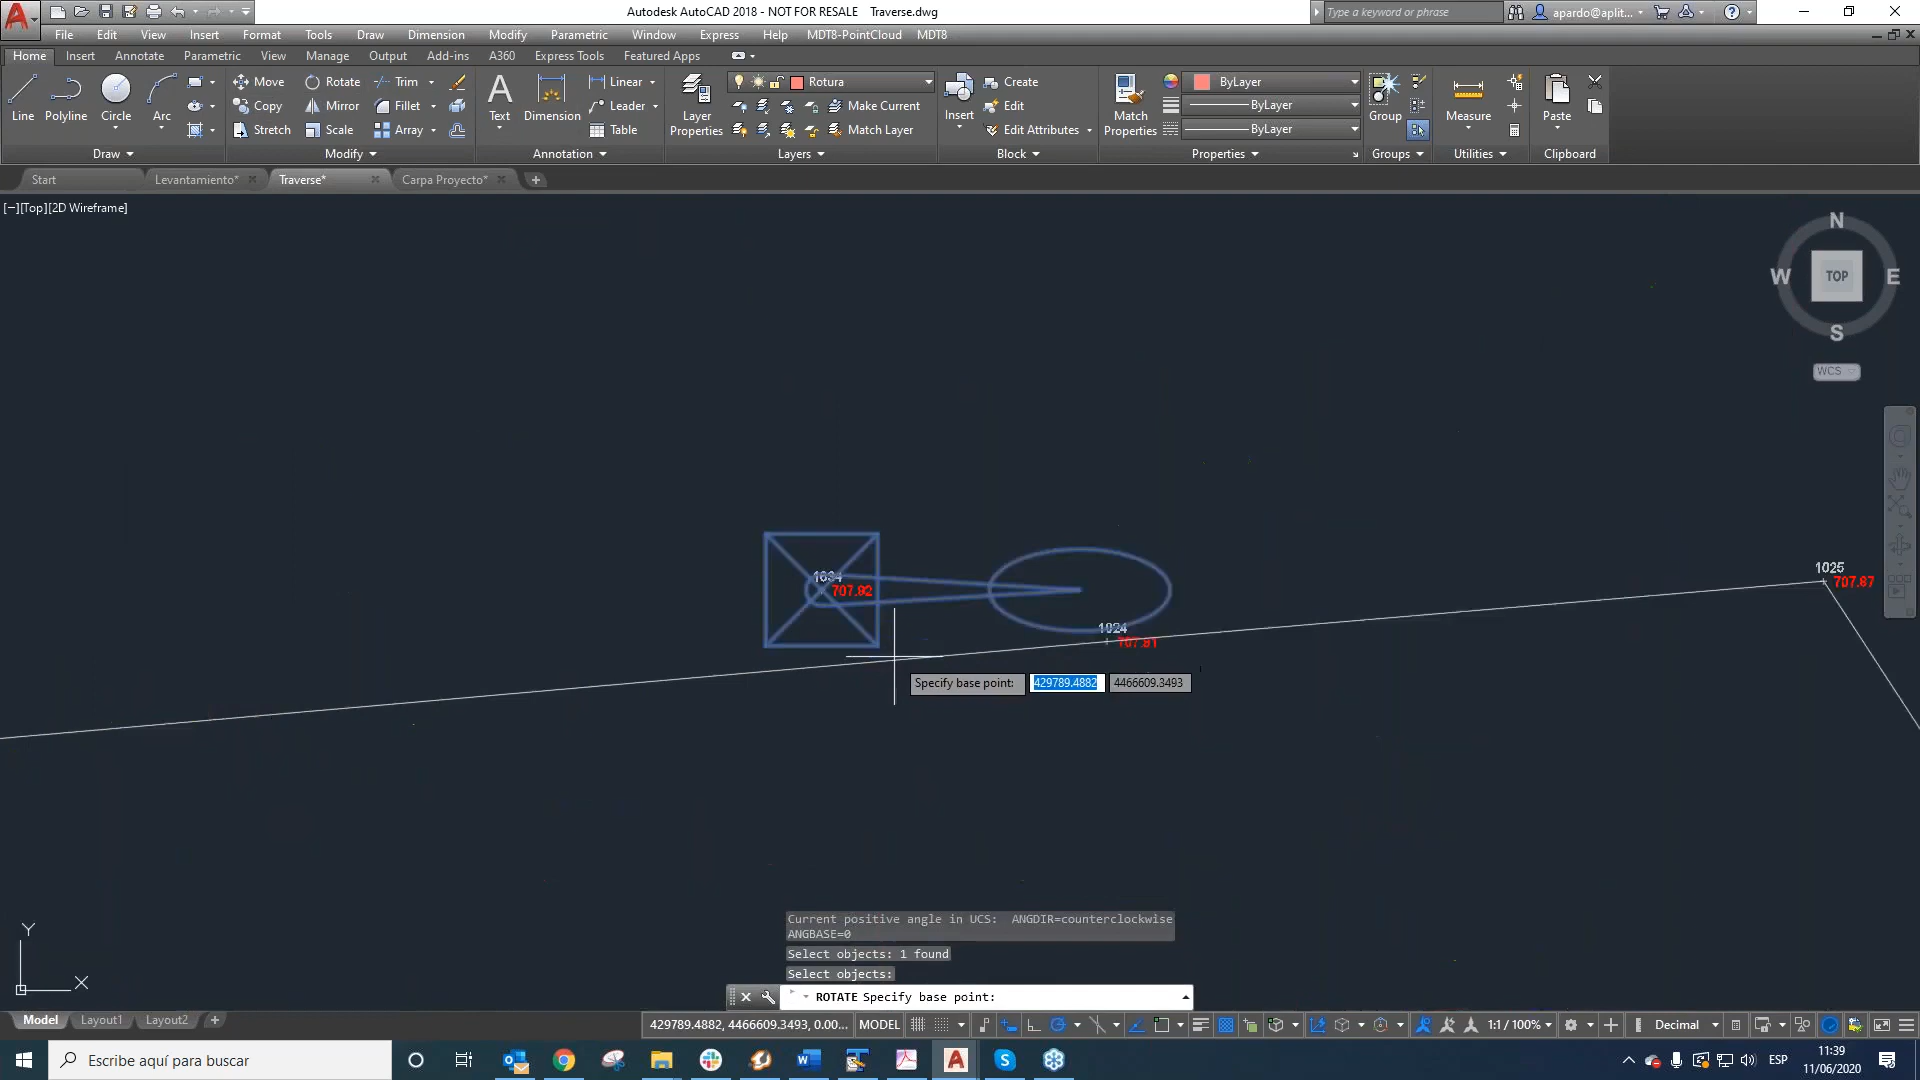 Autodesk AutoCAD 2018 - NOT FOR RESALE Traverse.dwg
Type a keyword or phrase
apardo@aplit...
File Edit View Insert Format Tools Draw Dimension Modify Parametric Window Express Help MDT8-PointCloud MDT8
Home Insert Annotate Parametric View Manage Output Add-ins A360 Express Tools Featured Apps
Line Polyline Circle Arc
Move Rotate Trim
Copy Mirror Fillet
Stretch Scale Array
Text Dimension
Linear
Leader
Table
Layer Properties
Rotura
Make Current
Match Layer
Insert
Create
Edit
Edit Attributes
Match Properties
ByLayer
ByLayer
ByLayer
Group
Measure
Paste
Draw Modify Annotation Layers Block Properties Groups Utilities Clipboard
Start Levantamiento* Traverse* Carpa Proyecto*
[−][Top][2D Wireframe]
N
W TOP E
S
WCS
1034
707.92
1024
707.91
1025
707.87
Specify base point: 429789.4882 4466609.3493
Y
X
Current positive angle in UCS: ANGDIR=counterclockwise
ANGBASE=0
Select objects: 1 found
Select objects:
ROTATE Specify base point:
Model Layout1 Layout2
429789.4882, 4466609.3493, 0.00... MODEL 1:1 / 100% Decimal
Escribe aquí para buscar
ESP
11:39
11/06/2020